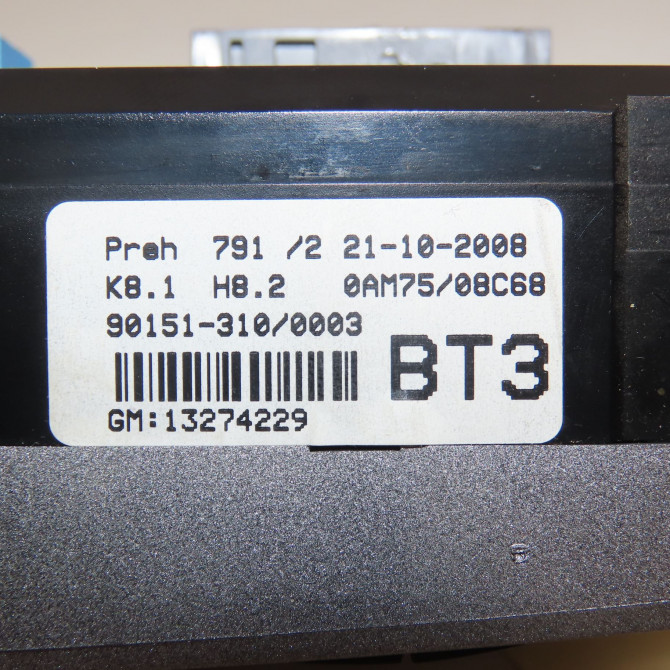 Preh 791 /2 21-10-2008
K8.1 H8.2 0AM75/08C68
90151-310/0003
BT3
GM:13274229